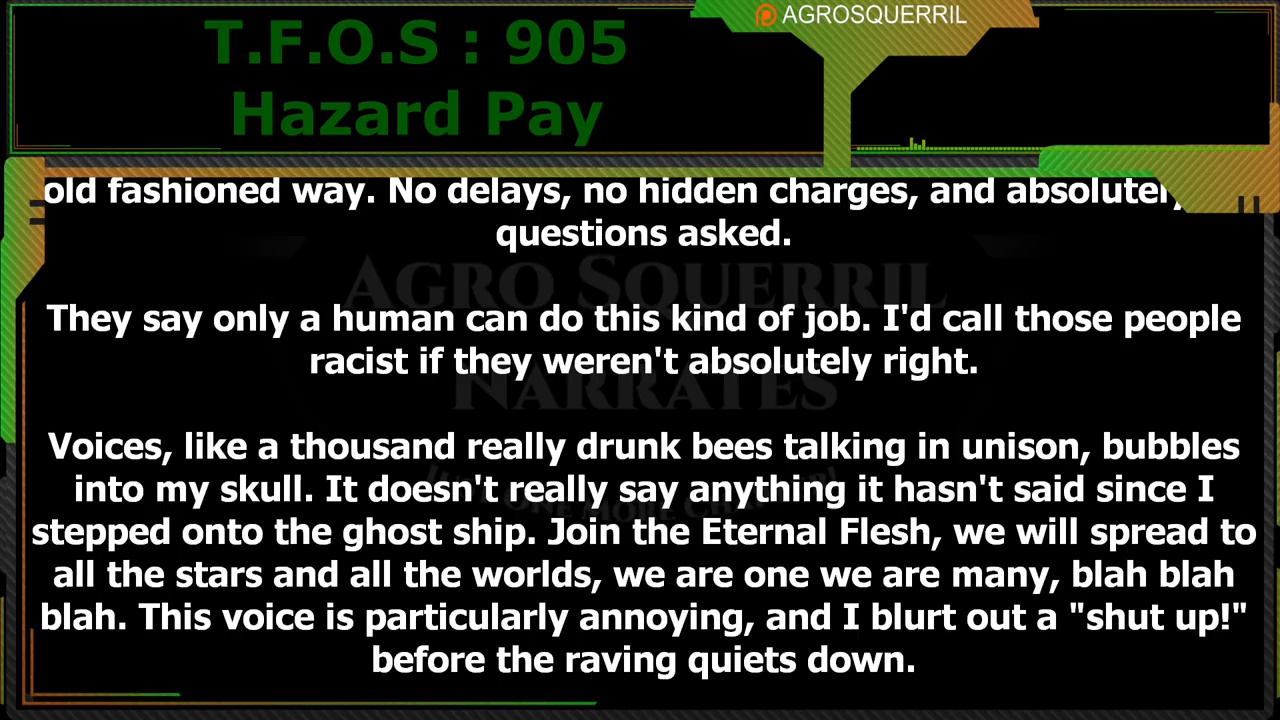 AGROSQUERRIL
T.F.O.S : 905
Hazard Pay
old fashioned way. No delays, no hidden charges, and
questions asked.
They say only a human can do this kind of job. I'd call those people
racist if they weren't absolutely right.
Voices, like a thousand really drunk bees talking in unison, bubbles
into my skull. It doesn't really say anything it hasn't said since I
stepped onto the ghost ship. Join the Eternal Flesh, we will spread to
all the stars and all the worlds, we are one we are many, blah blah
blah. This voice is particularly annoying, and I blurt out a "shut up!"
before the raving quiets down.
AGRO SQUERRIL
NARRATES